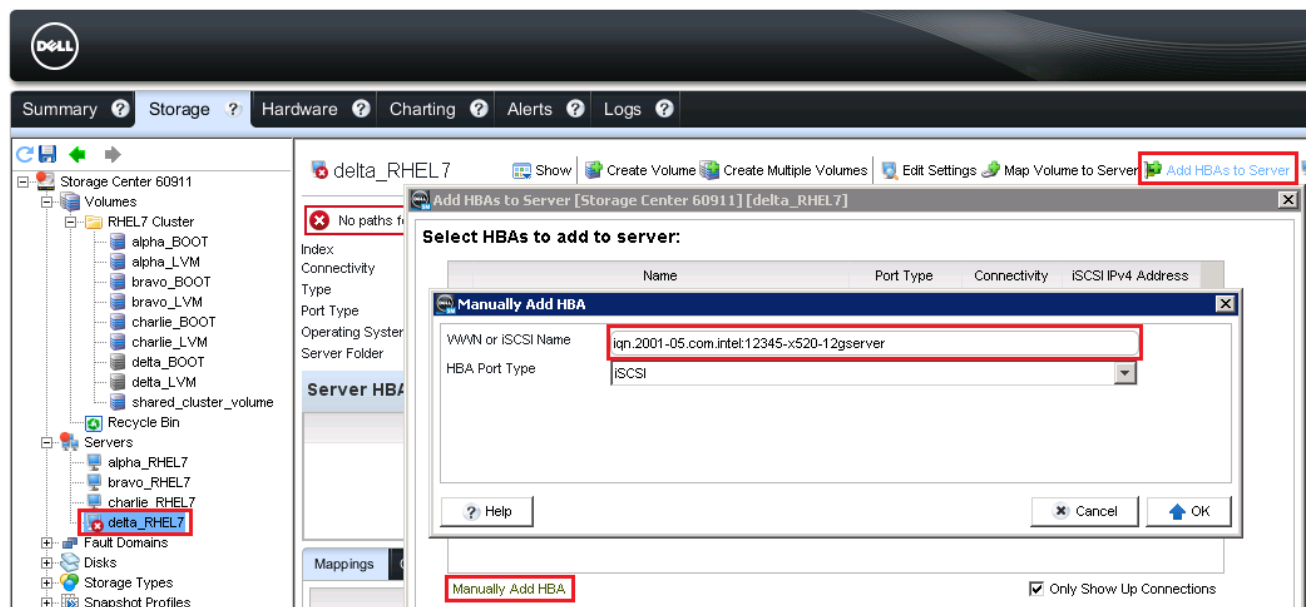 DELL
Summary ? Storage ? Hardware ? Charting ? Alerts ? Logs ?
Storage Center 60911
Volumes
RHEL7 Cluster
alpha_BOOT
alpha_LVM
bravo_BOOT
bravo_LVM
charlie_BOOT
charlie_LVM
delta_BOOT
delta_LVM
shared_cluster_volume
Recycle Bin
Servers
alpha_RHEL7
bravo_RHEL7
charlie_RHEL7
delta_RHEL7
Fault Domains
Disks
Storage Types
Snapshot Profiles
delta_RHEL7 Show Create Volume Create Multiple Volumes Edit Settings Map Volume to Server Add HBAs to Server
No paths
Index
Connectivity
Type
Port Type
Operating Syster
Server Folder
Server HBA
Mappings
Add HBAs to Server [Storage Center 60911] [delta_RHEL7]
Select HBAs to add to server:
Name Port Type Connectivity iSCSI IPv4 Address
Manually Add HBA
WWN or iSCSI Name iqn.2001-05.com.intel:12345-x520-12gserver
HBA Port Type iSCSI
? Help Cancel OK
Manually Add HBA Only Show Up Connections